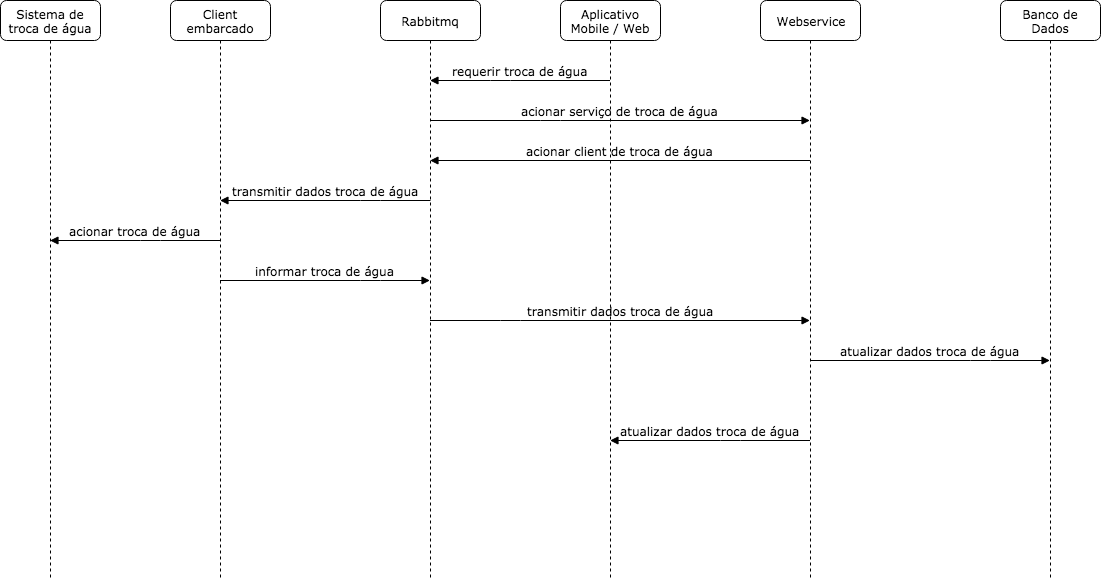 Sistema de
troca de água
Client
embarcado
Rabbitmq
Aplicativo
Mobile / Web
Webservice
Banco de
Dados
requerir troca de água
acionar serviço de troca de água
acionar client de troca de água
transmitir dados troca de água
acionar troca de água
informar troca de água
transmitir dados troca de água
atualizar dados troca de água
atualizar dados troca de água